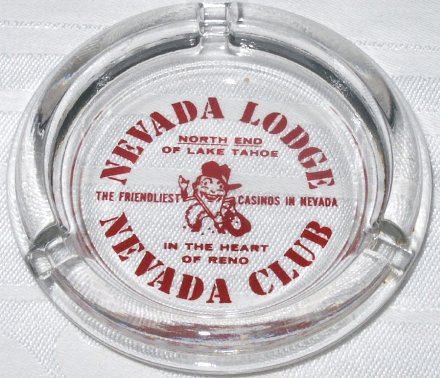 NEVADA LODGE
NORTH END
OF LAKE TAHOE
THE FRIENDLIEST CASINOS IN NEVADA
IN THE HEART
OF RENO
NEVADA CLUB